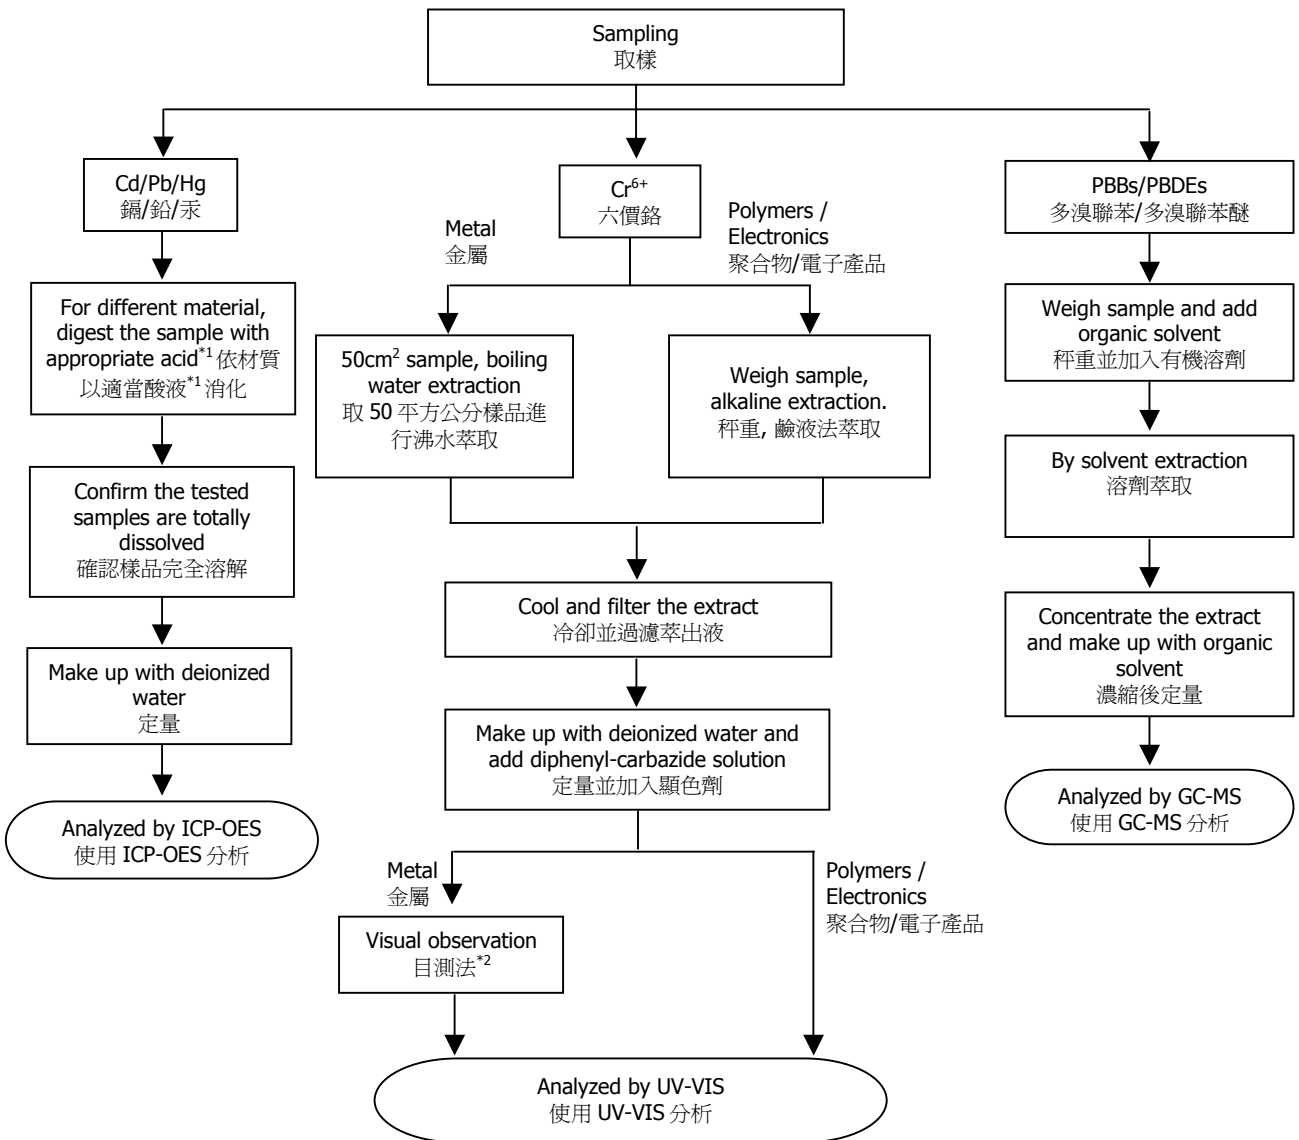 Sampling
取樣
Cd/Pb/Hg
鎘/鉛/汞
Cr6+
六價鉻
PBBs/PBDEs
多溴聯苯/多溴聯苯醚
Metal
金屬
Polymers /
Electronics
聚合物/電子產品
For different material,
digest the sample with
appropriate acid*1 依材質
以適當酸液*1 消化
50cm2 sample, boiling
water extraction
取 50 平方公分樣品進
行沸水萃取
Weigh sample,
alkaline extraction.
秤重, 鹼液法萃取
Weigh sample and add
organic solvent
秤重並加入有機溶劑
Confirm the tested
samples are totally
dissolved
確認樣品完全溶解
By solvent extraction
溶劑萃取
Cool and filter the extract
冷卻並過濾萃出液
Concentrate the extract
and make up with organic
solvent
濃縮後定量
Make up with deionized
water
定量
Make up with deionized water and
add diphenyl-carbazide solution
定量並加入顯色劑
Analyzed by ICP-OES
使用 ICP-OES 分析
Analyzed by GC-MS
使用 GC-MS 分析
Metal
金屬
Polymers /
Electronics
聚合物/電子產品
Visual observation
目測法*2
Analyzed by UV-VIS
使用 UV-VIS 分析